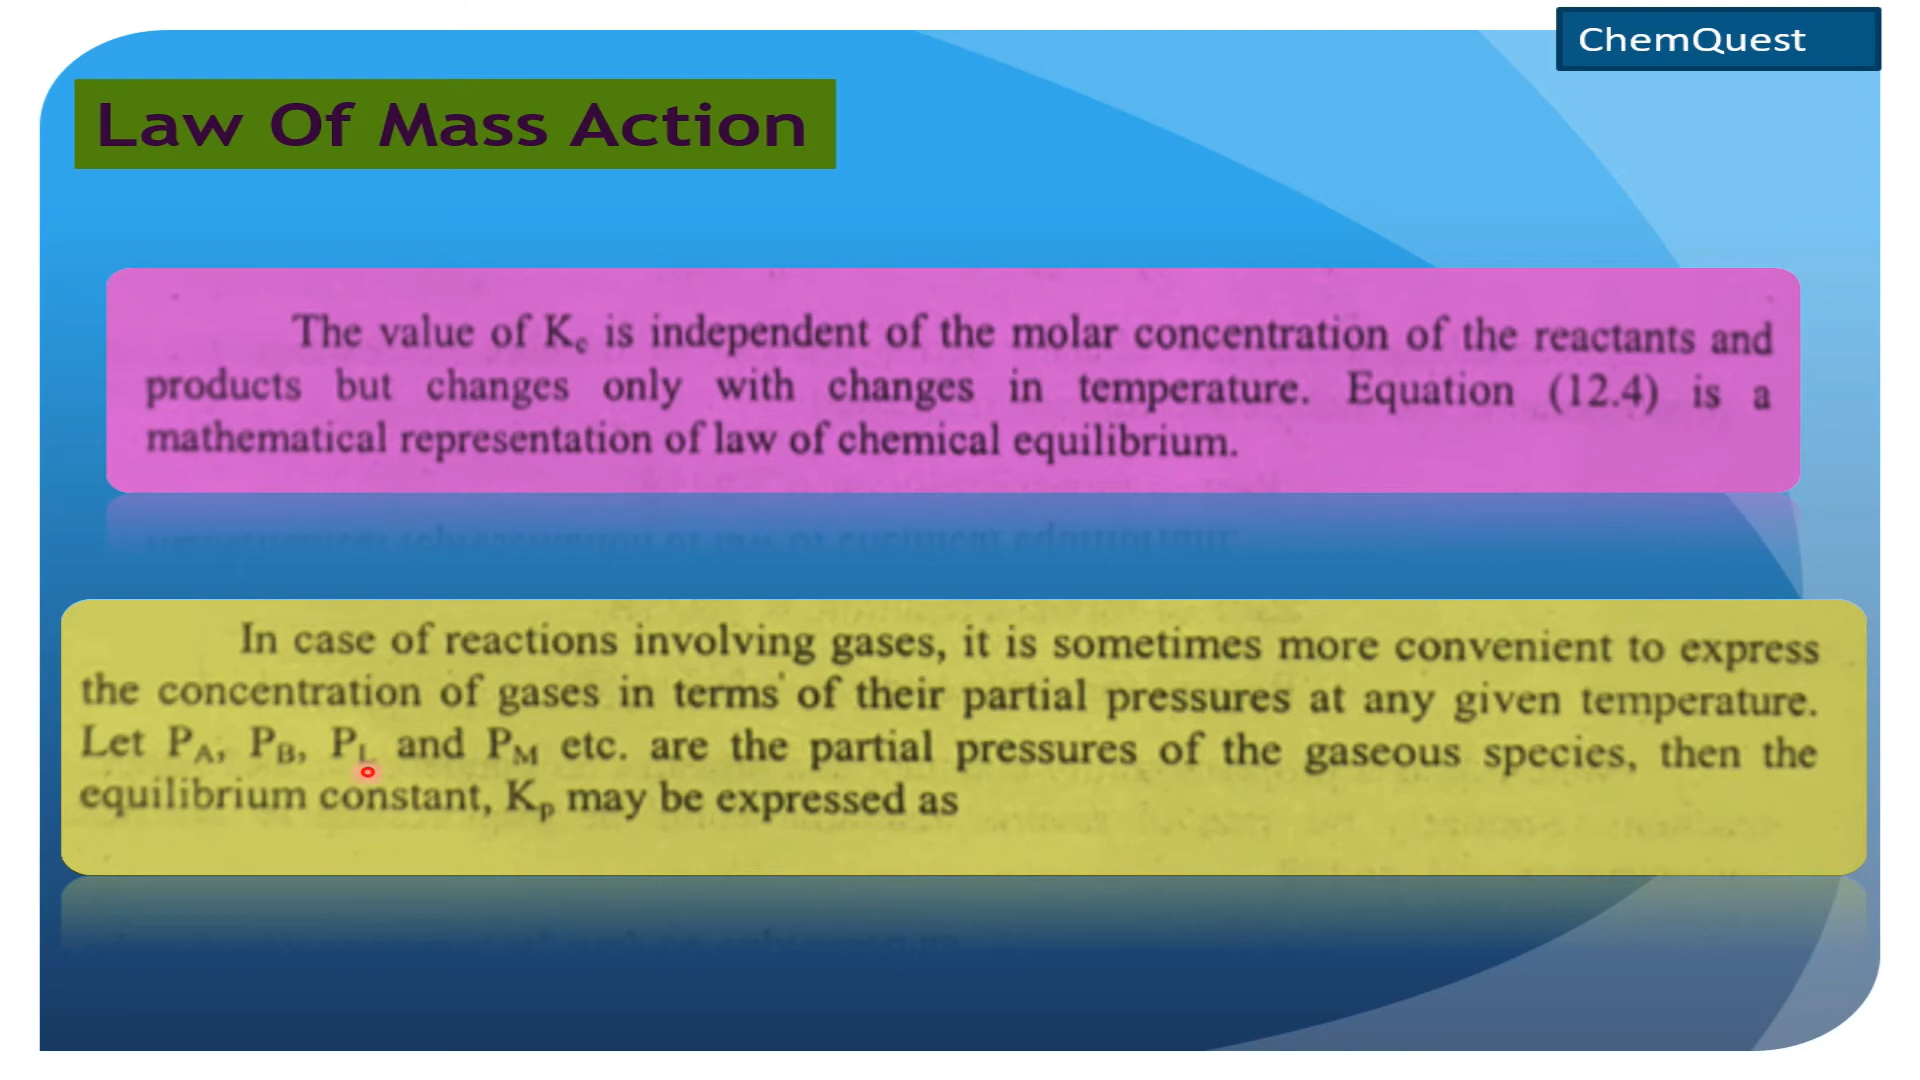 ChemQuest
Law Of Mass Action
The value of Kc is independent of the molar concentration of the reactants and
products but changes only with changes in temperature. Equation (12.4) is a
mathematical representation of law of chemical equilibrium.
In case of reactions involving gases, it is sometimes more convenient to express
the concentration of gases in terms of their partial pressures at any given temperature.
Let PA, PB, PL and PM etc. are the partial pressures of the gaseous species, then the
equilibrium constant, Kp may be expressed as